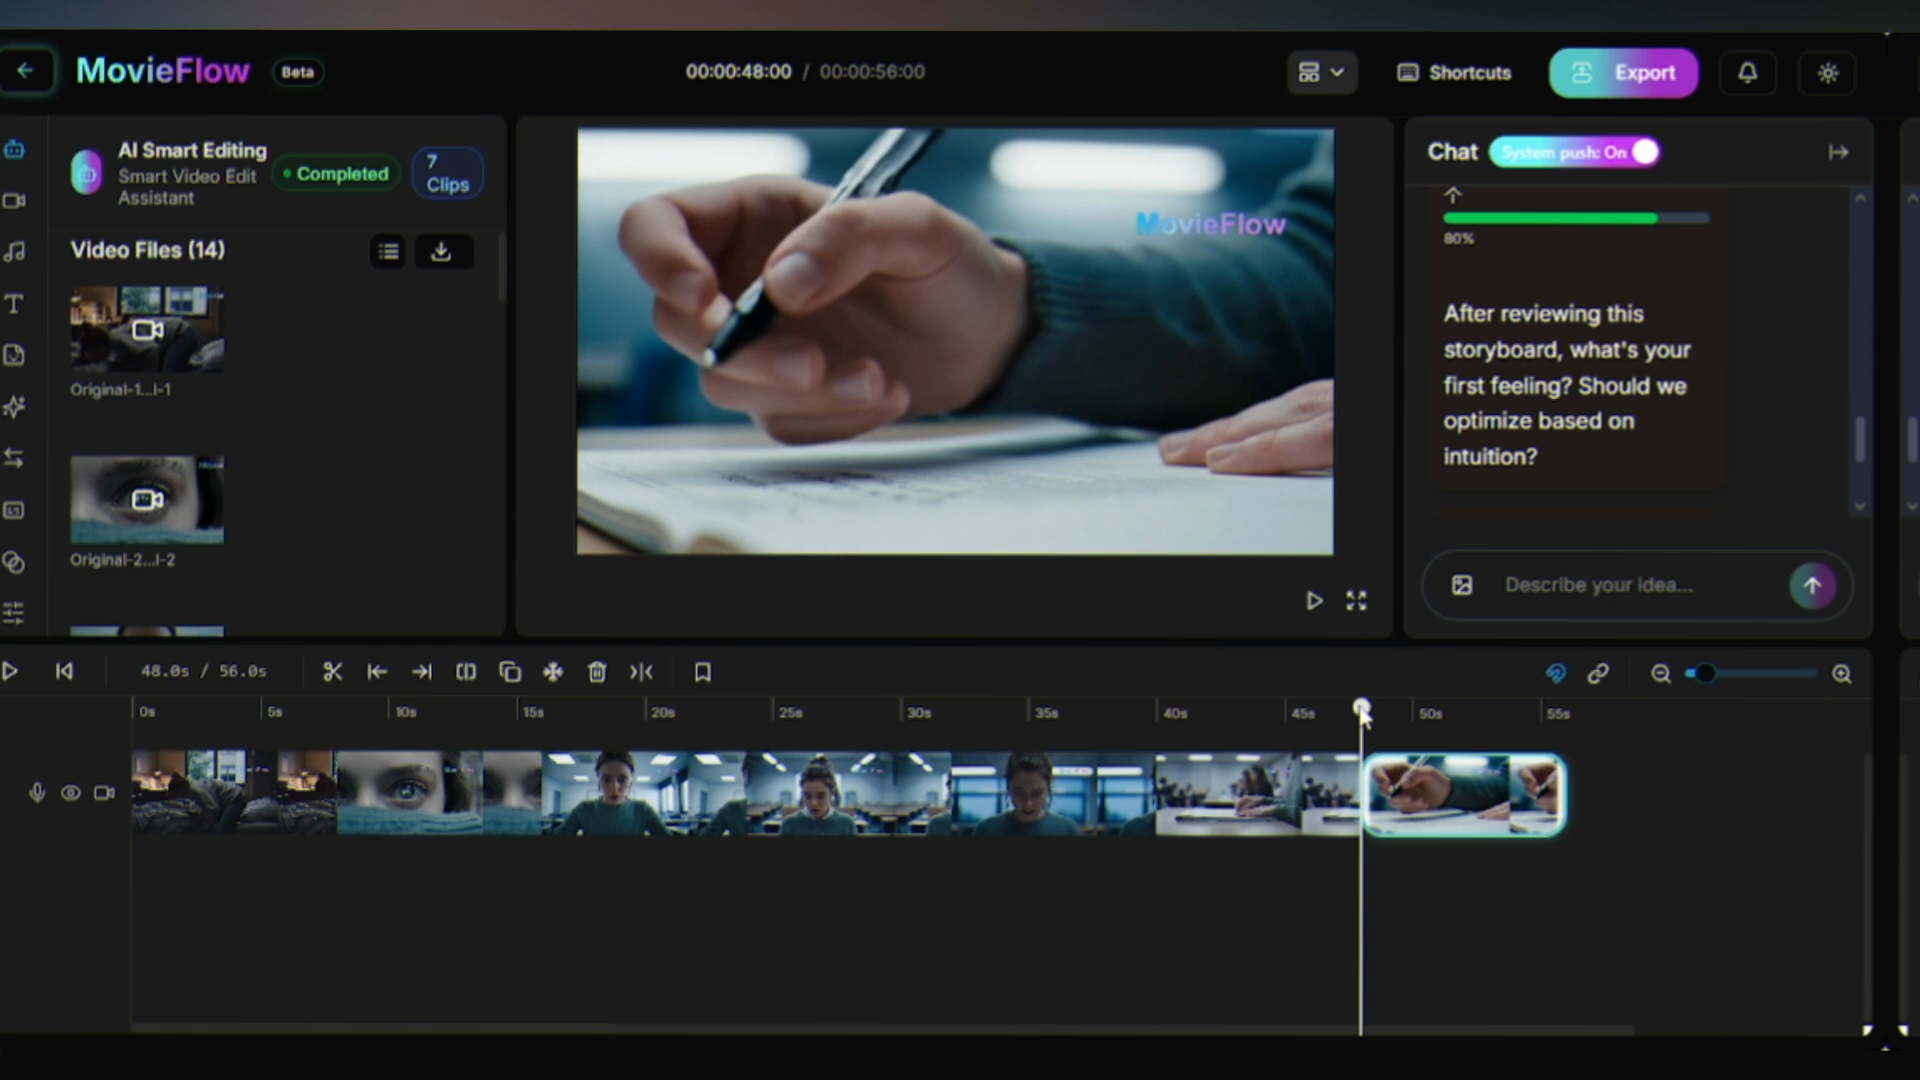 MovieFlow
Beta
00:00:48:00 / 00:00:56:00
Shortcuts
Export
AI Smart Editing
Smart Video Edit
Assistant
Completed
7
Clips
Video Files (14)
Original-1...l-1
Original-2...l-2
MovieFlow
Chat
System push: On
80%
After reviewing this
storyboard, what's your
first feeling? Should we
optimize based on
intuition?
Describe your idea...
48.0s / 56.0s
0s
5s
10s
15s
20s
25s
30s
35s
40s
45s
50s
55s